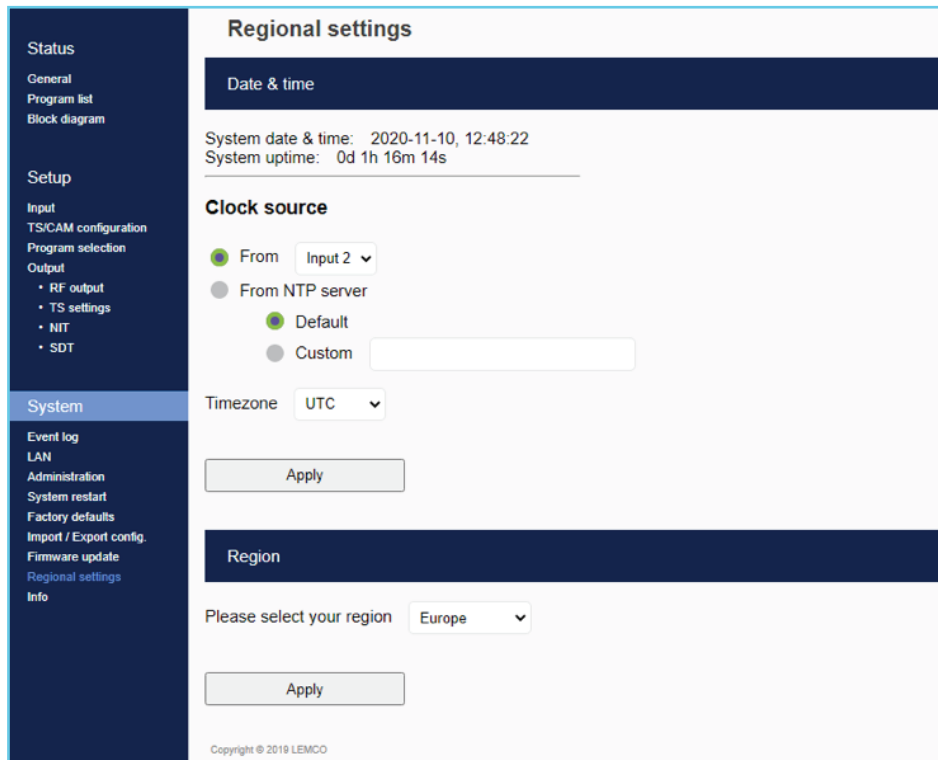 Status
General
Program list
Block diagram
Setup
Input
TS/CAM configuration
Program selection
Output
• RF output
• TS settings
• NIT
• SDT
System
Event log
LAN
Administration
System restart
Factory defaults
Import / Export config.
Firmware update
Regional settings
Info
Regional settings
Date & time
System date & time: 2020-11-10, 12:48:22
System uptime: 0d 1h 16m 14s
Clock source
From Input 2
From NTP server
Default
Custom
Timezone UTC
Apply
Region
Please select your region Europe
Apply
Copyright © 2019 LEMCO